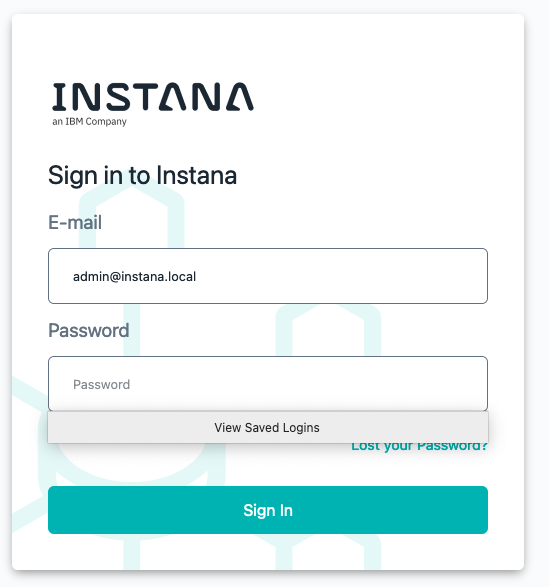 INSTANA
an IBM Company
Sign in to Instana
E-mail
admin@instana.local
Password
Password
View Saved Logins
Lost your Password?
Sign In